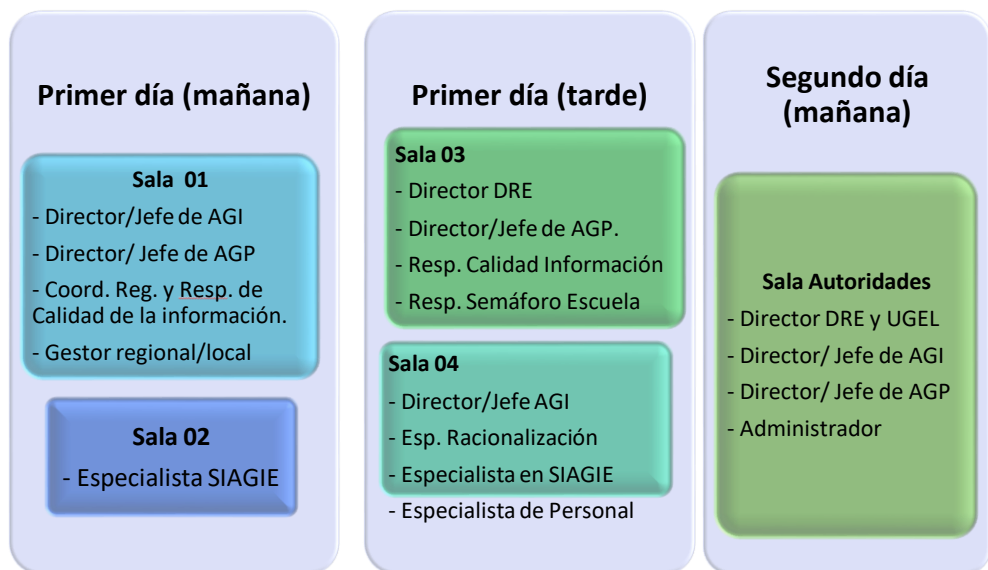 Primer día (mañana)
Sala 01
- Director/Jefe de AGI
- Director/ Jefe de AGP
- Coord. Reg. y Resp. de
Calidad de la información.
- Gestor regional/local
Sala 02
- Especialista SIAGIE
Primer día (tarde)
Sala 03
- Director DRE
- Director/Jefe de AGP.
- Resp. Calidad Información
- Resp. Semáforo Escuela
Sala 04
- Director/Jefe AGI
- Esp. Racionalización
- Especialista en SIAGIE
- Especialista de Personal
Segundo día
(mañana)
Sala Autoridades
- Director DRE y UGEL
- Director/ Jefe de AGI
- Director/ Jefe de AGP
- Administrador